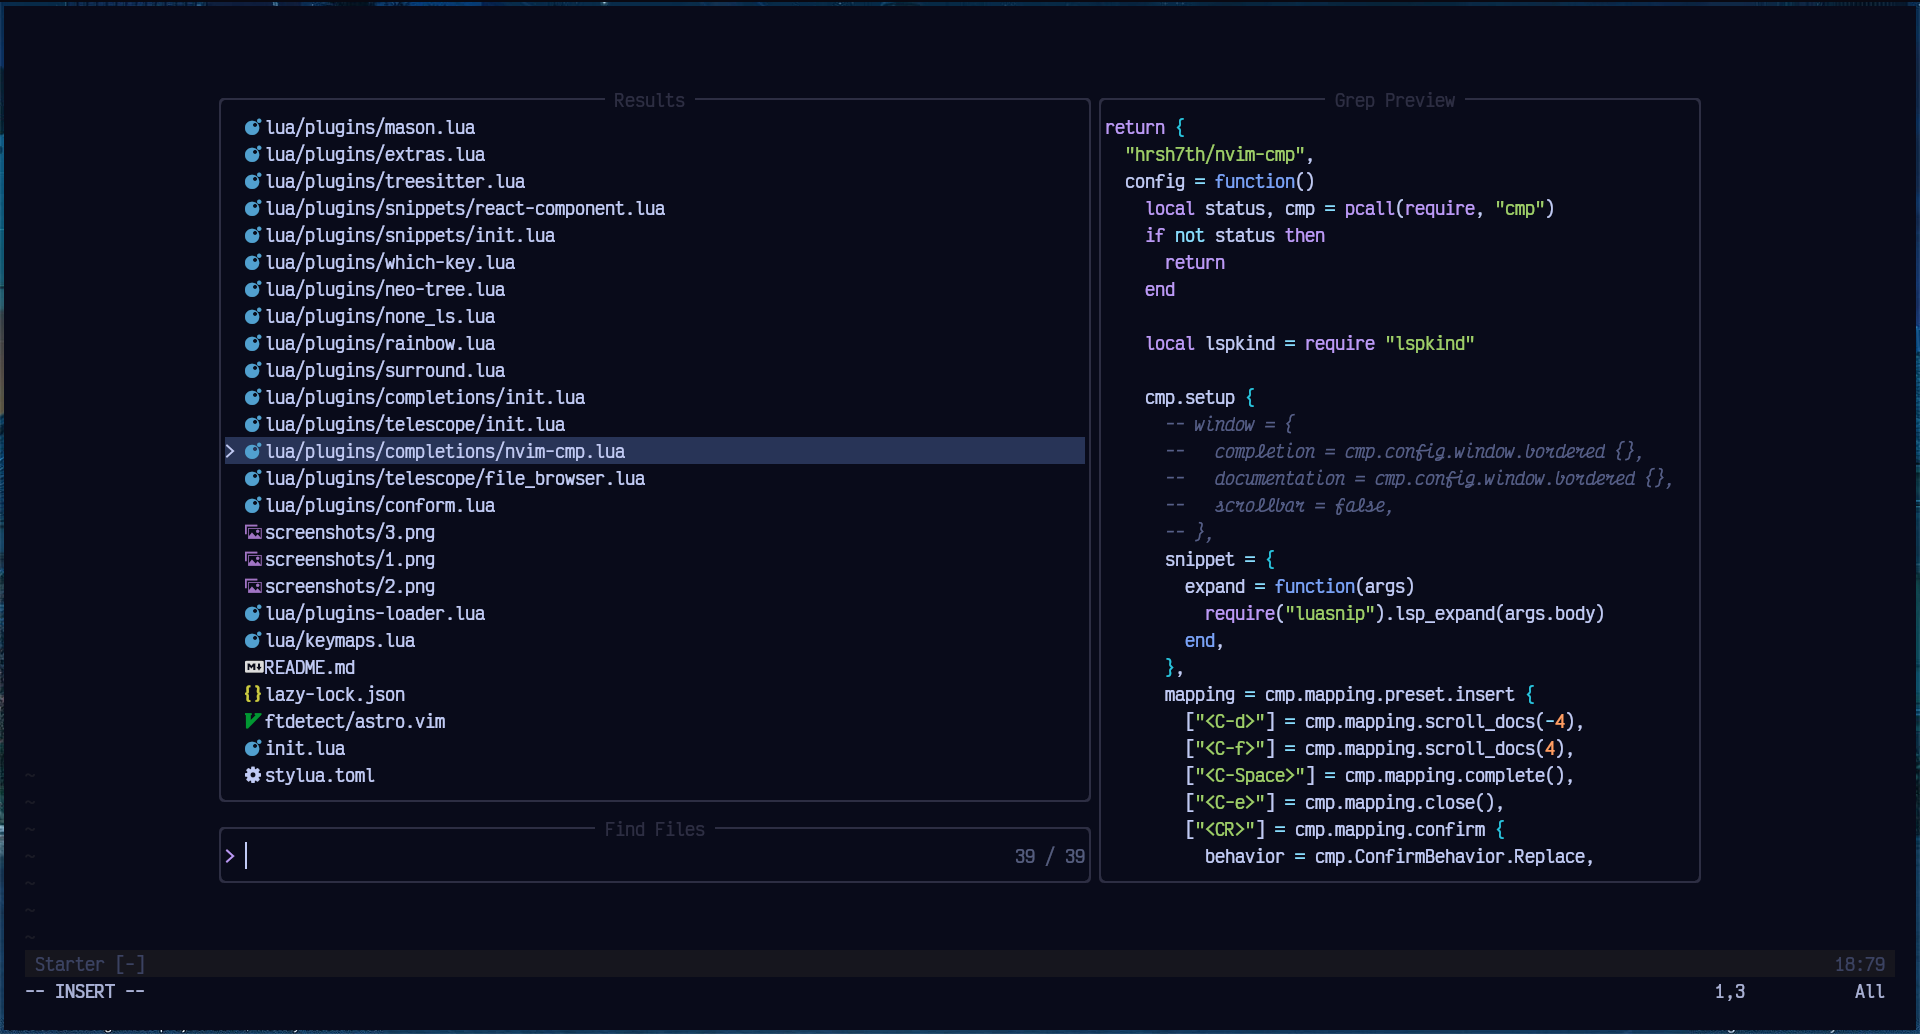 Results
lua/plugins/mason.lua
lua/plugins/extras.lua
lua/plugins/treesitter.lua
lua/plugins/snippets/react-component.lua
lua/plugins/snippets/init.lua
lua/plugins/which-key.lua
lua/plugins/neo-tree.lua
lua/plugins/none_ls.lua
lua/plugins/rainbow.lua
lua/plugins/surround.lua
lua/plugins/completions/init.lua
lua/plugins/telescope/init.lua
> lua/plugins/completions/nvim-cmp.lua
lua/plugins/telescope/file_browser.lua
lua/plugins/conform.lua
screenshots/3.png
screenshots/1.png
screenshots/2.png
lua/plugins-loader.lua
lua/keymaps.lua
README.md
lazy-lock.json
ftdetect/astro.vim
init.lua
stylua.toml
Find Files
> 39 / 39
Grep Preview
return {
  "hrsh7th/nvim-cmp",
  config = function()
    local status, cmp = pcall(require, "cmp")
    if not status then
      return
    end
    local lspkind = require "lspkind"
    cmp.setup {
      -- window = {
      --   completion = cmp.config.window.bordered {},
      --   documentation = cmp.config.window.bordered {},
      --   scrollbar = false,
      -- },
      snippet = {
        expand = function(args)
          require("luasnip").lsp_expand(args.body)
        end,
      },
      mapping = cmp.mapping.preset.insert {
        ["<C-d>"] = cmp.mapping.scroll_docs(-4),
        ["<C-f>"] = cmp.mapping.scroll_docs(4),
        ["<C-Space>"] = cmp.mapping.complete(),
        ["<C-e>"] = cmp.mapping.close(),
        ["<CR>"] = cmp.mapping.confirm {
          behavior = cmp.ConfirmBehavior.Replace,
~
~
~
~
~
~
~
Starter [-] 18:79
-- INSERT -- 1,3 All